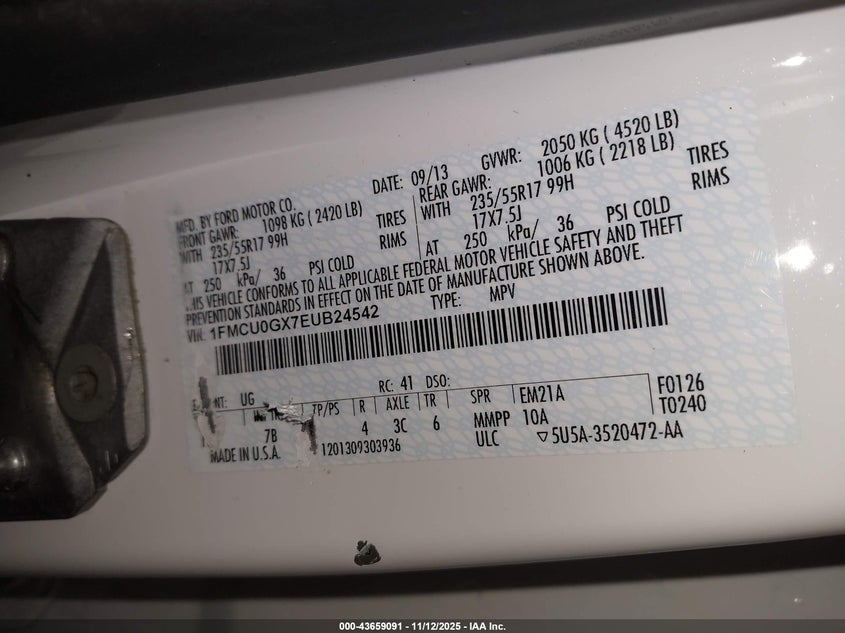 MFD. BY FORD MOTOR CO. DATE: 09/13 GVWR: 2050 KG ( 4520 LB)
FRONT GAWR: 1098 KG ( 2420 LB) REAR GAWR: 1006 KG ( 2218 LB)
WITH 235/55R17 99H TIRES WITH 235/55R17 99H TIRES
17X7.5J RIMS 17X7.5J RIMS
AT 250 kPa/ 36 PSI COLD AT 250 kPa/ 36 PSI COLD
THIS VEHICLE CONFORMS TO ALL APPLICABLE FEDERAL MOTOR VEHICLE SAFETY AND THEFT
PREVENTION STANDARDS IN EFFECT ON THE DATE OF MANUFACTURE SHOWN ABOVE.
VIN: 1FMCU0GX7EUB24542 TYPE: MPV
UG RC: 41 DSO: F0126
TP/PS R AXLE TR SPR EM21A T0240
7B 4 3C 6 MMPP 10A
MADE IN U.S.A. 1201309303936 ULC ▽5U5A-3520472-AA
000-43659091 - 11/12/2025 - IAA Inc.